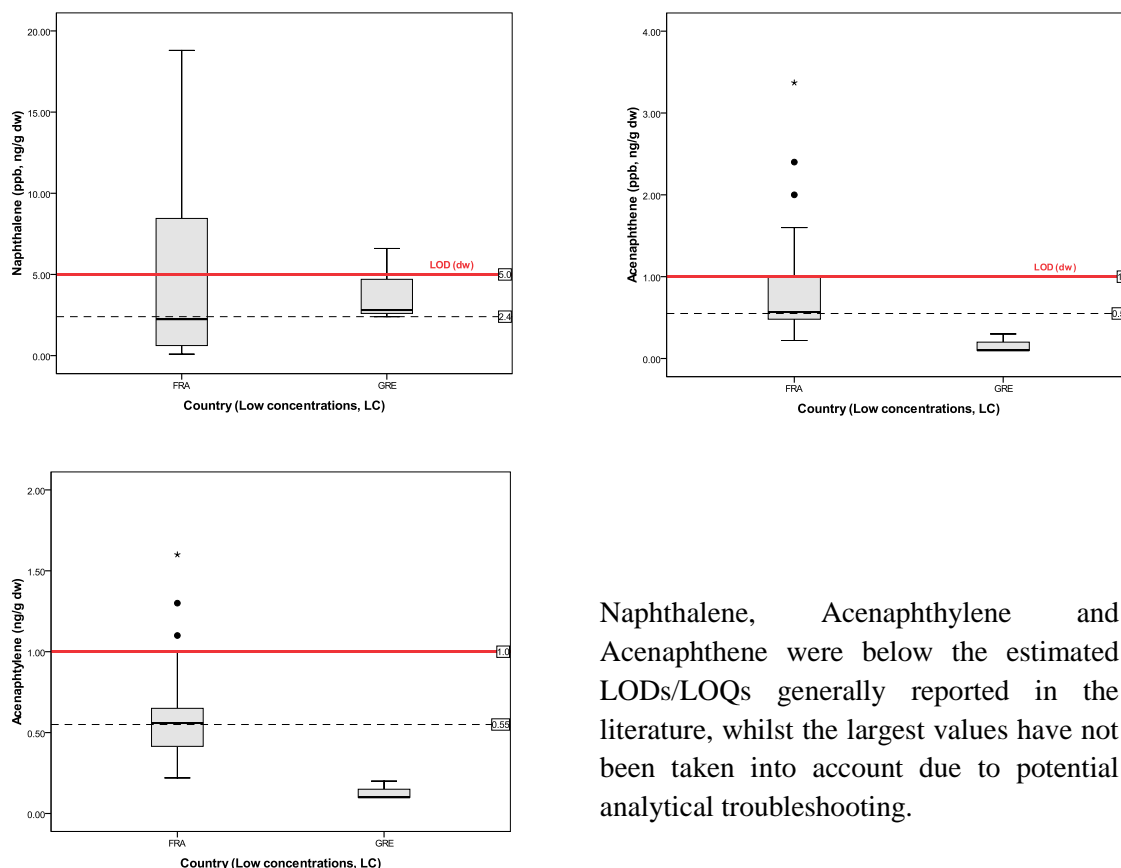 20.00
15.00
10.00
5.00
0.00
Naphthalene (ppb, ng/g dw)
LOD (dw)
5.0
2.4
FRA
GRE
Country (Low concentrations, LC)
4.00
3.00
2.00
1.00
0.00
Acenaphthene (ppb, ng/g dw)
LOD (dw)
FRA
GRE
Country (Low concentrations, LC)
2.00
1.50
1.00
0.50
0.00
Acenaphtylene (ng/g dw)
1.0
0.55
FRA
GRE
Country (Low concentrations, LC)
Naphthalene, Acenaphthylene and
Acenaphthene were below the estimated
LODs/LOQs generally reported in the
literature, whilst the largest values have not
been taken into account due to potential
analytical troubleshooting.